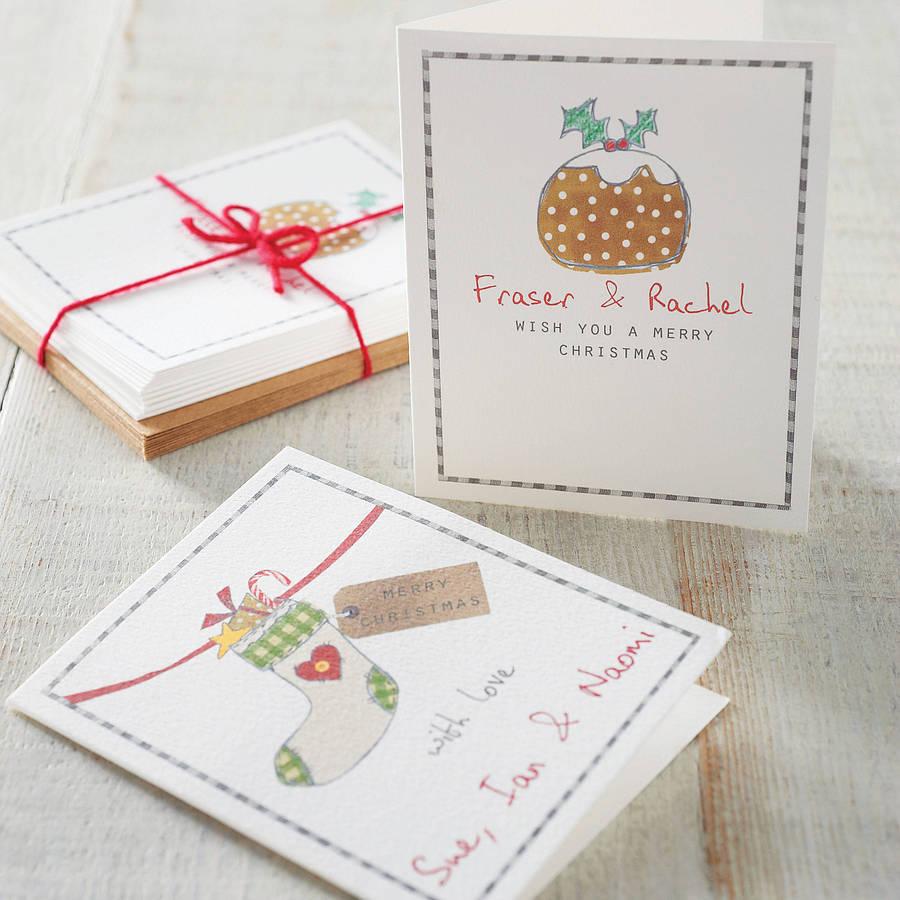 Fraser & Rachel
WISH YOU A MERRY
CHRISTMAS
MERRY
CHRISTMAS
with love
Sue, Ian & Naomi